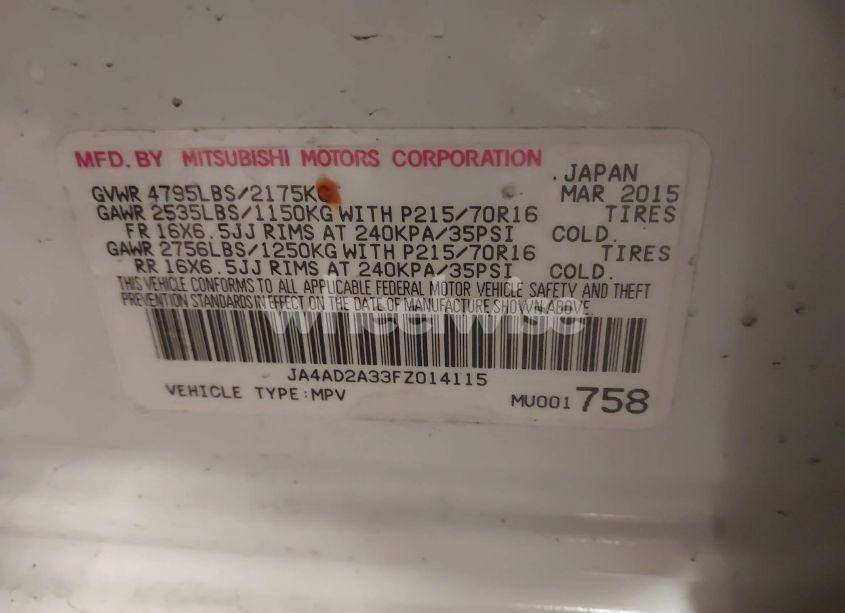 MFD. BY MITSUBISHI MOTORS CORPORATION . JAPAN
GVWR 4795LBS/2175KG MAR 2015
GAWR 2535LBS/1150KG WITH P215/70R16 TIRES
FR 16X6.5JJ RIMS AT 240KPA/35PSI COLD.
GAWR 2756LBS/1250KG WITH P215/70R16 TIRES
RR 16X6.5JJ RIMS AT 240KPA/35PSI COLD.
THIS VEHICLE CONFORMS TO ALL APPLICABLE FEDERAL MOTOR VEHICLE SAFETY AND THEFT
PREVENTION STANDARDS IN EFFECT ON THE DATE OF MANUFACTURE SHOWN ABOVE.
wheelwise
JA4AD2A33FZ014115
VEHICLE TYPE:MPV MU001 758